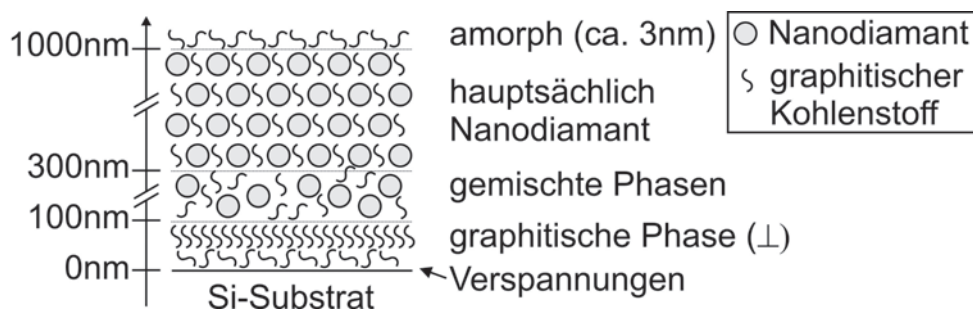 1000nm
300nm
100nm
0nm
Si-Substrat
amorph (ca. 3nm)
hauptsächlich
Nanodiamant
gemischte Phasen
graphitische Phase (⊥)
Verspannungen
Nanodiamant
graphitischer
Kohlenstoff